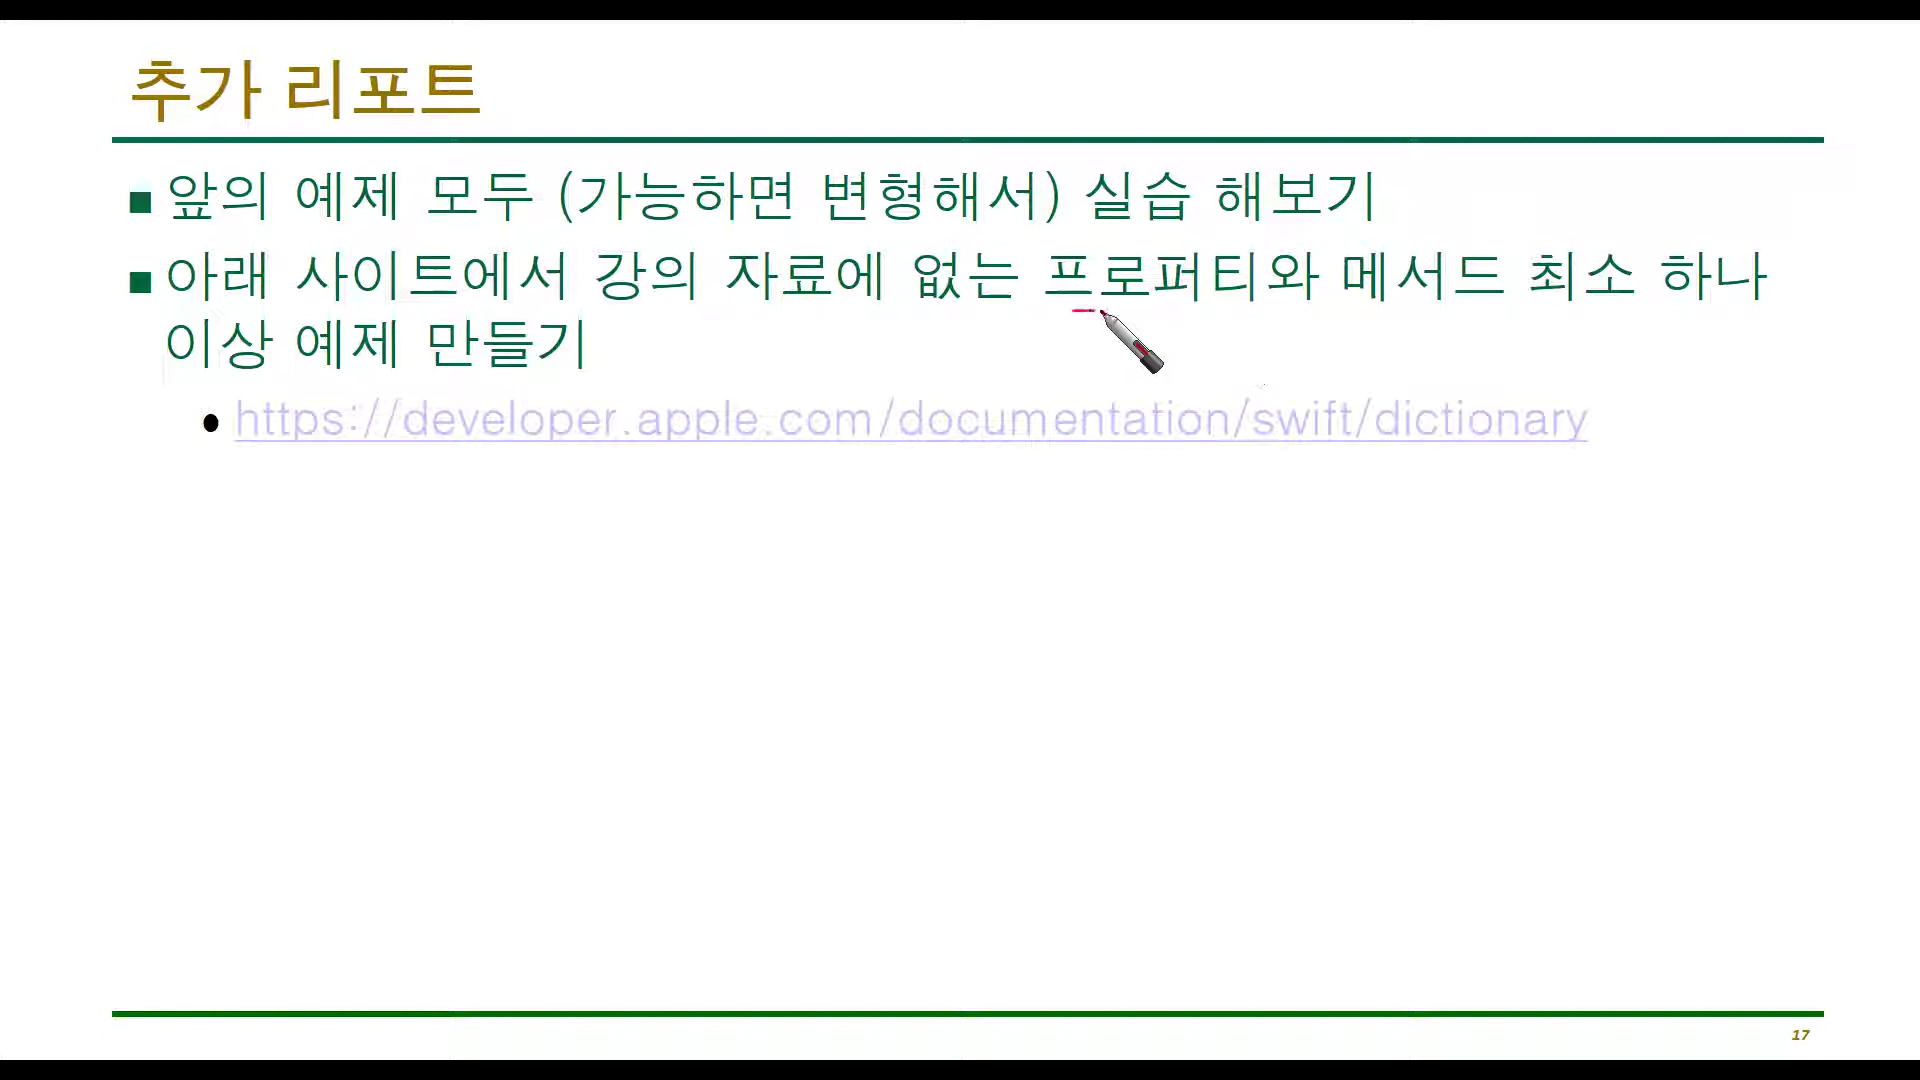 추가 리포트
앞의 예제 모두 (가능하면 변형해서) 실습 해보기
아래 사이트에서 강의 자료에 없는 프로퍼티와 메서드 최소 하나
이상 예제 만들기
https://developer.apple.com/documentation/swift/dictionary
17